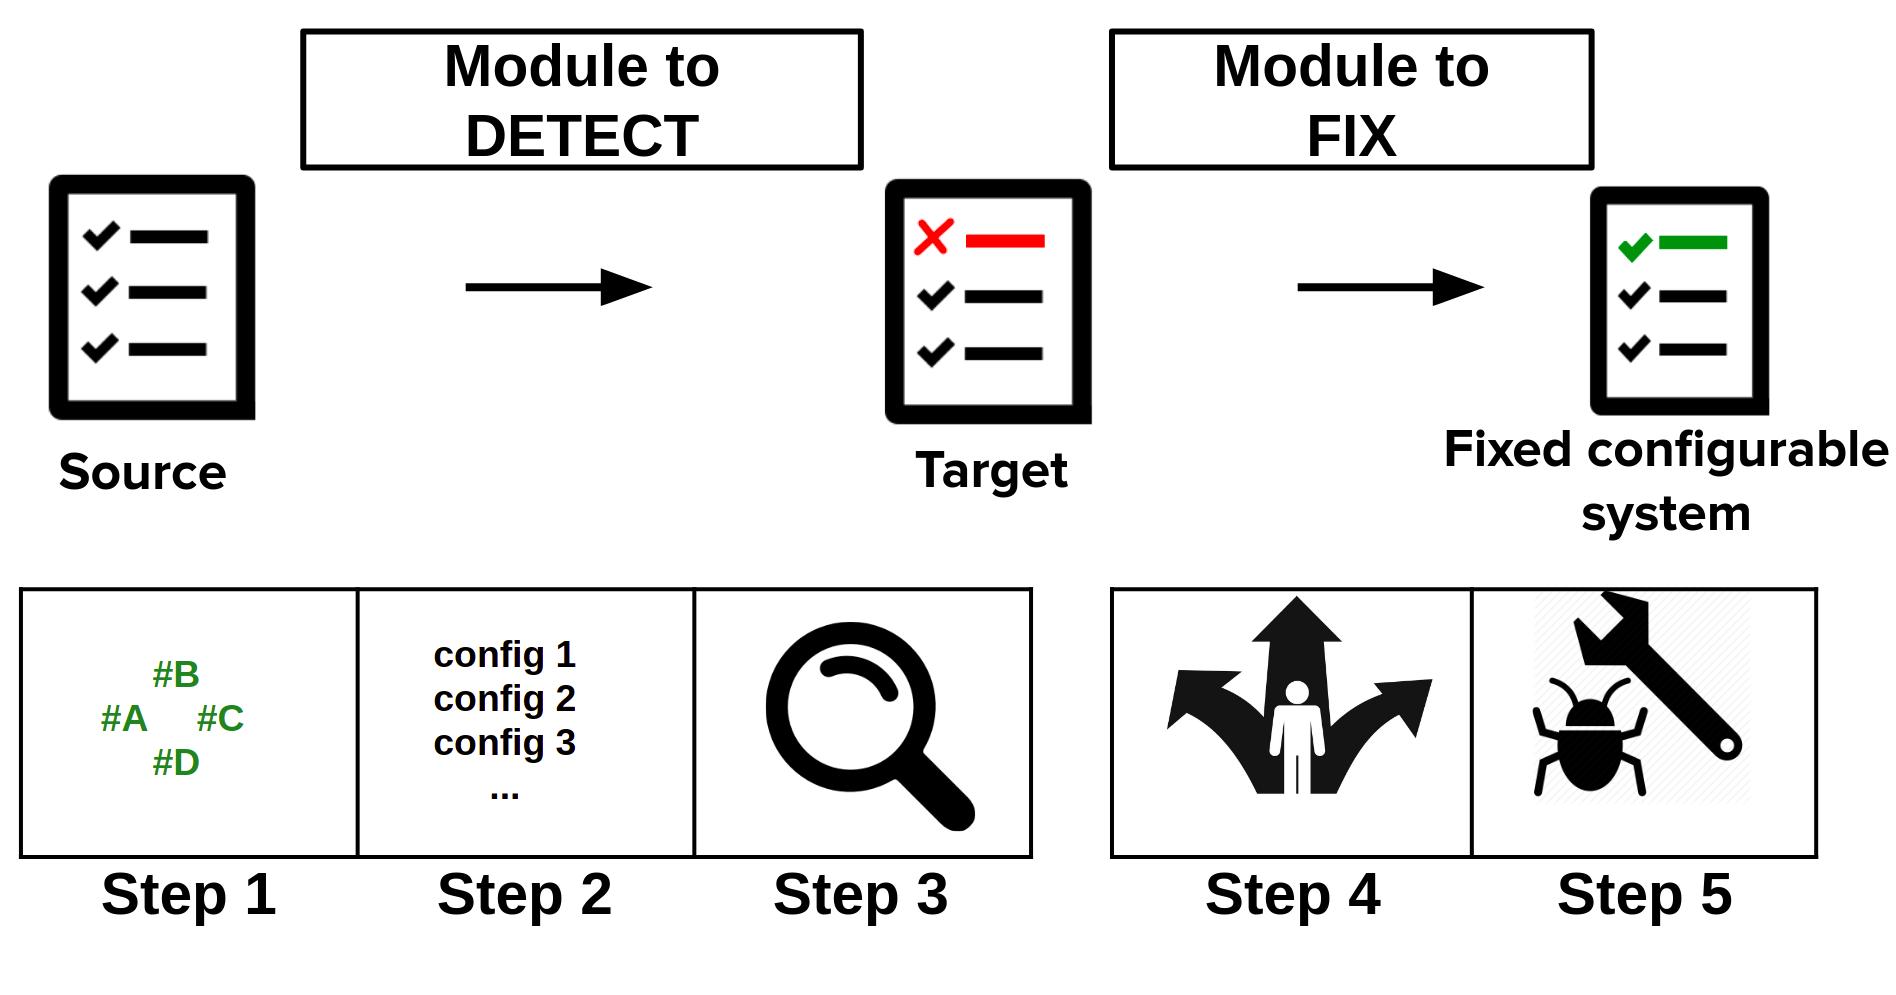 Module to
DETECT
Module to
FIX
Source
Target
Fixed configurable
system
#B
#A #C
#D
config 1
config 2
config 3
...
Step 1
Step 2
Step 3
Step 4
Step 5